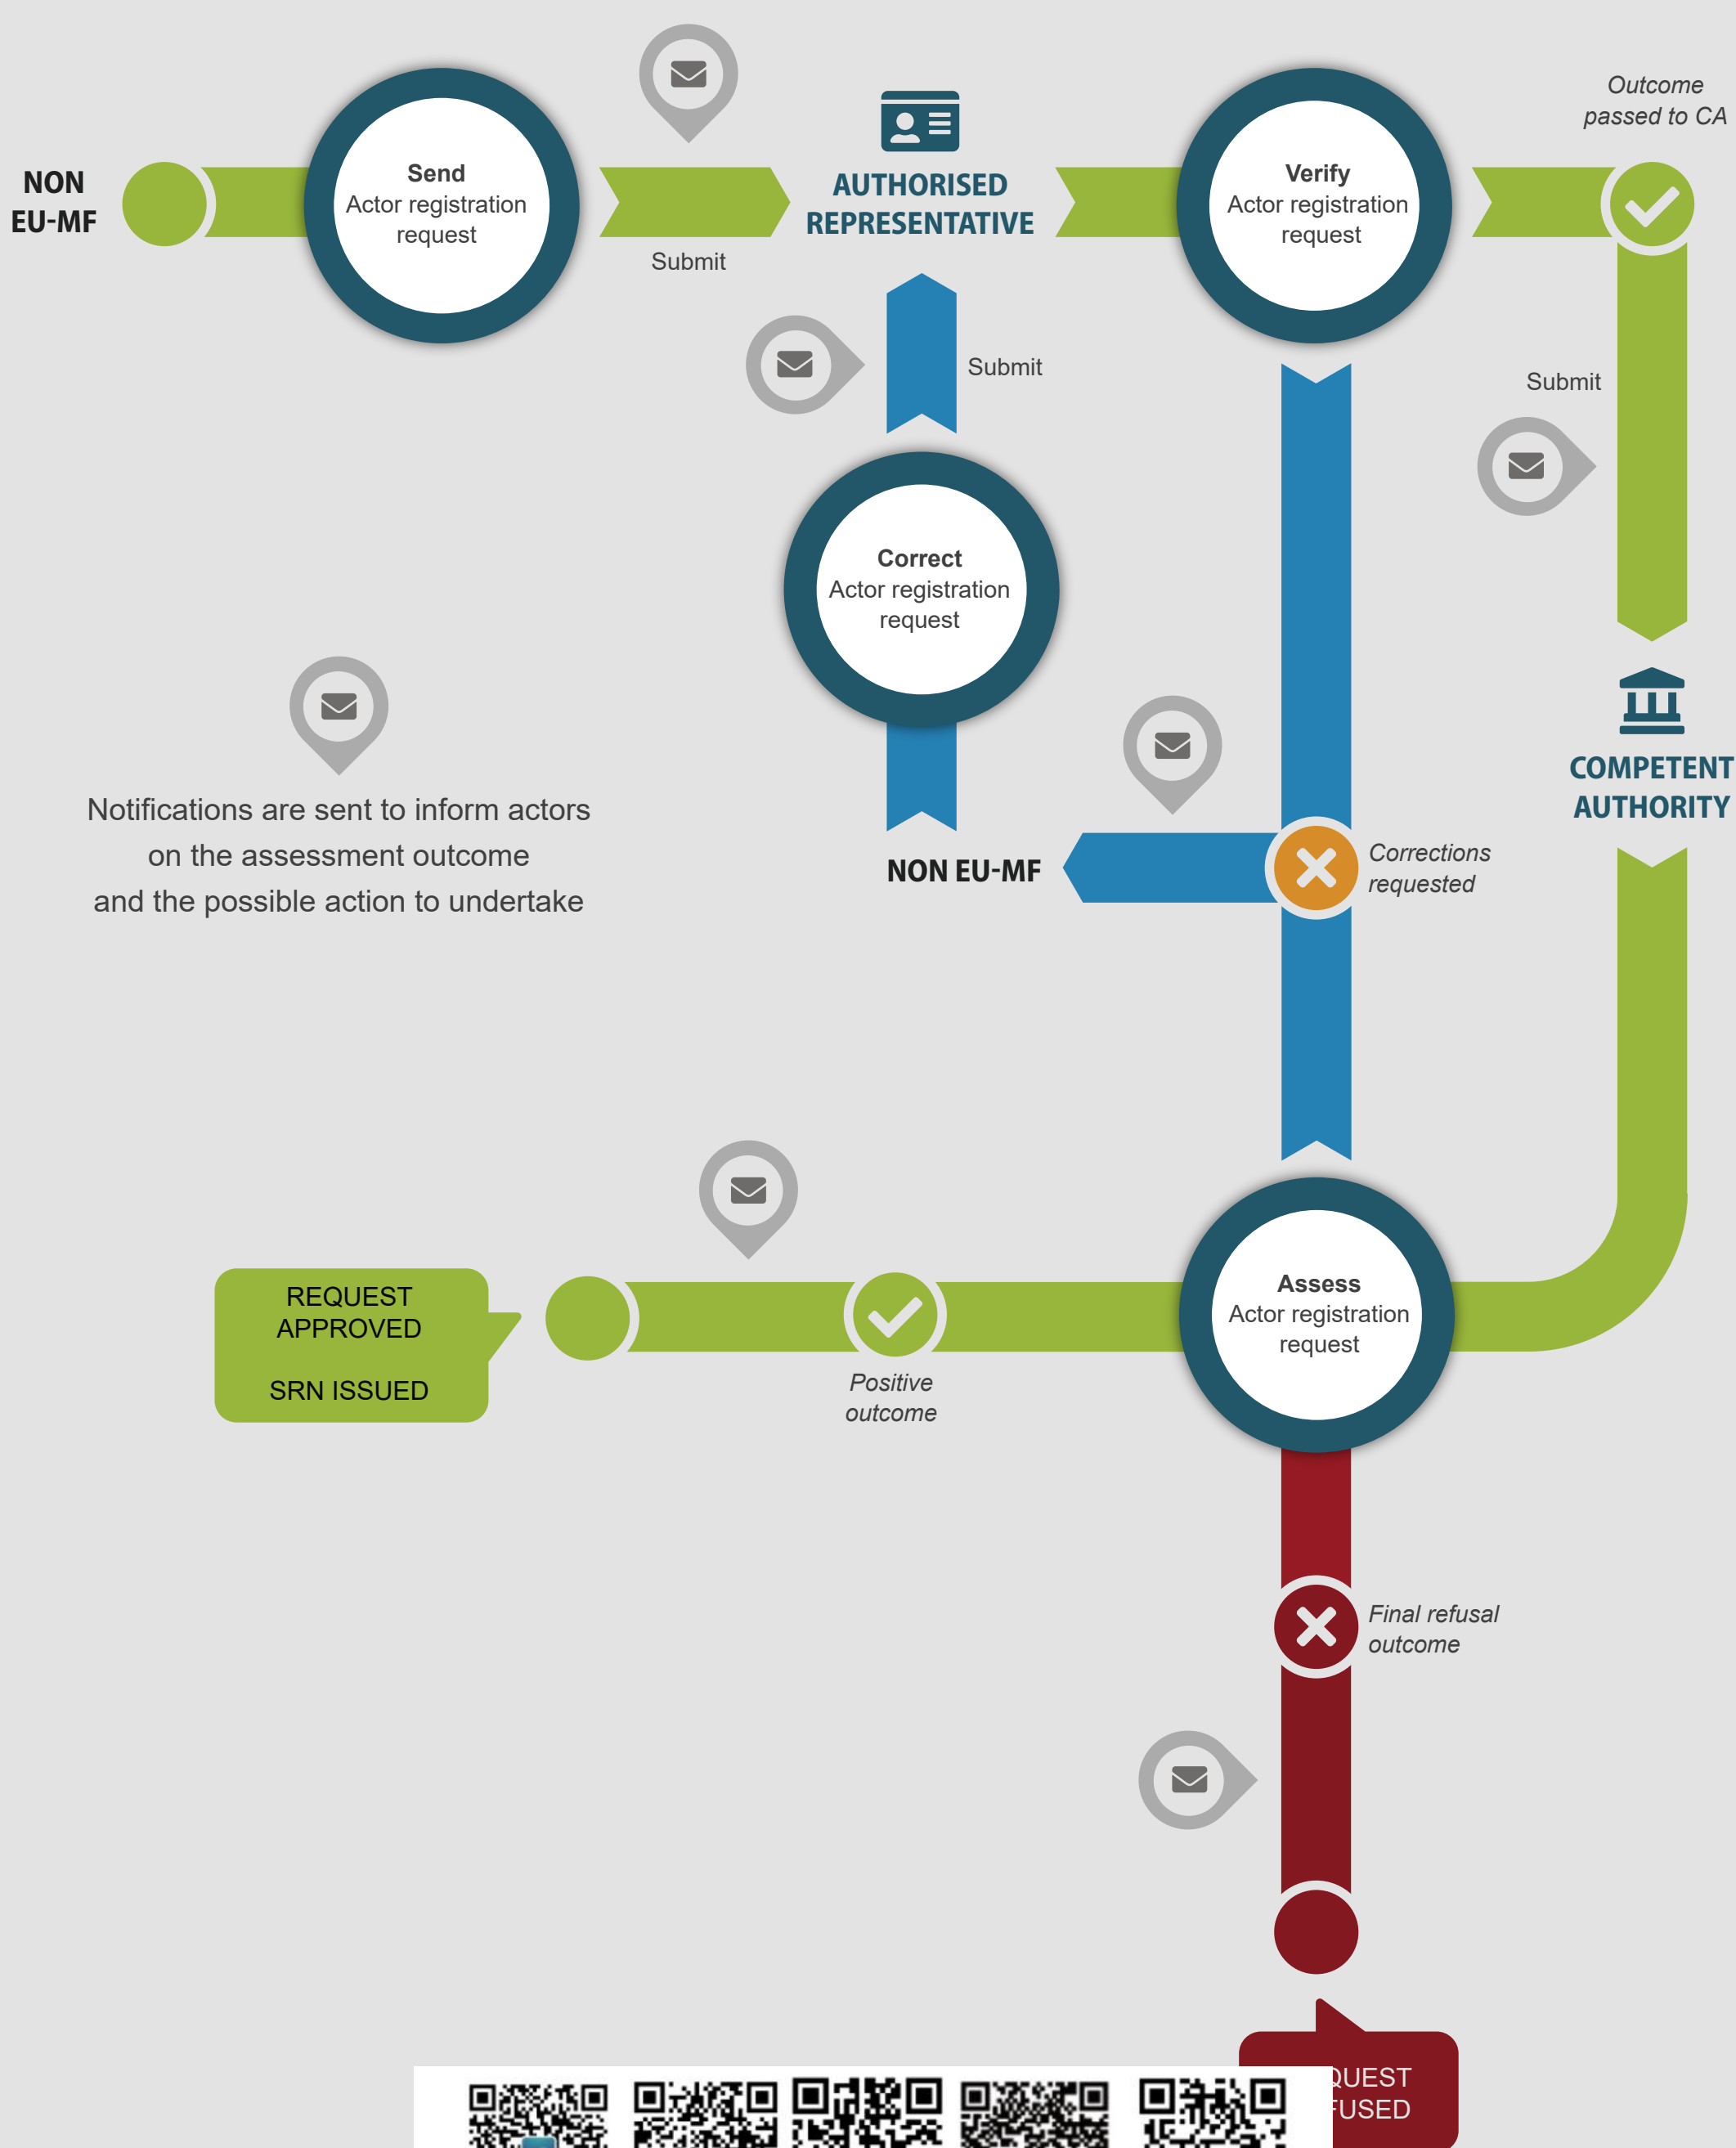 Outcome
passed to CA
NON
EU-MF
Send
Actor registration
request
Submit
AUTHORISED
REPRESENTATIVE
Verify
Actor registration
request
Submit
Submit
Correct
Actor registration
request
COMPETENT
AUTHORITY
Notifications are sent to inform actors
on the assessment outcome
and the possible action to undertake
NON EU-MF
Corrections
requested
REQUEST
APPROVED
SRN ISSUED
Positive
outcome
Assess
Actor registration
request
Final refusal
outcome